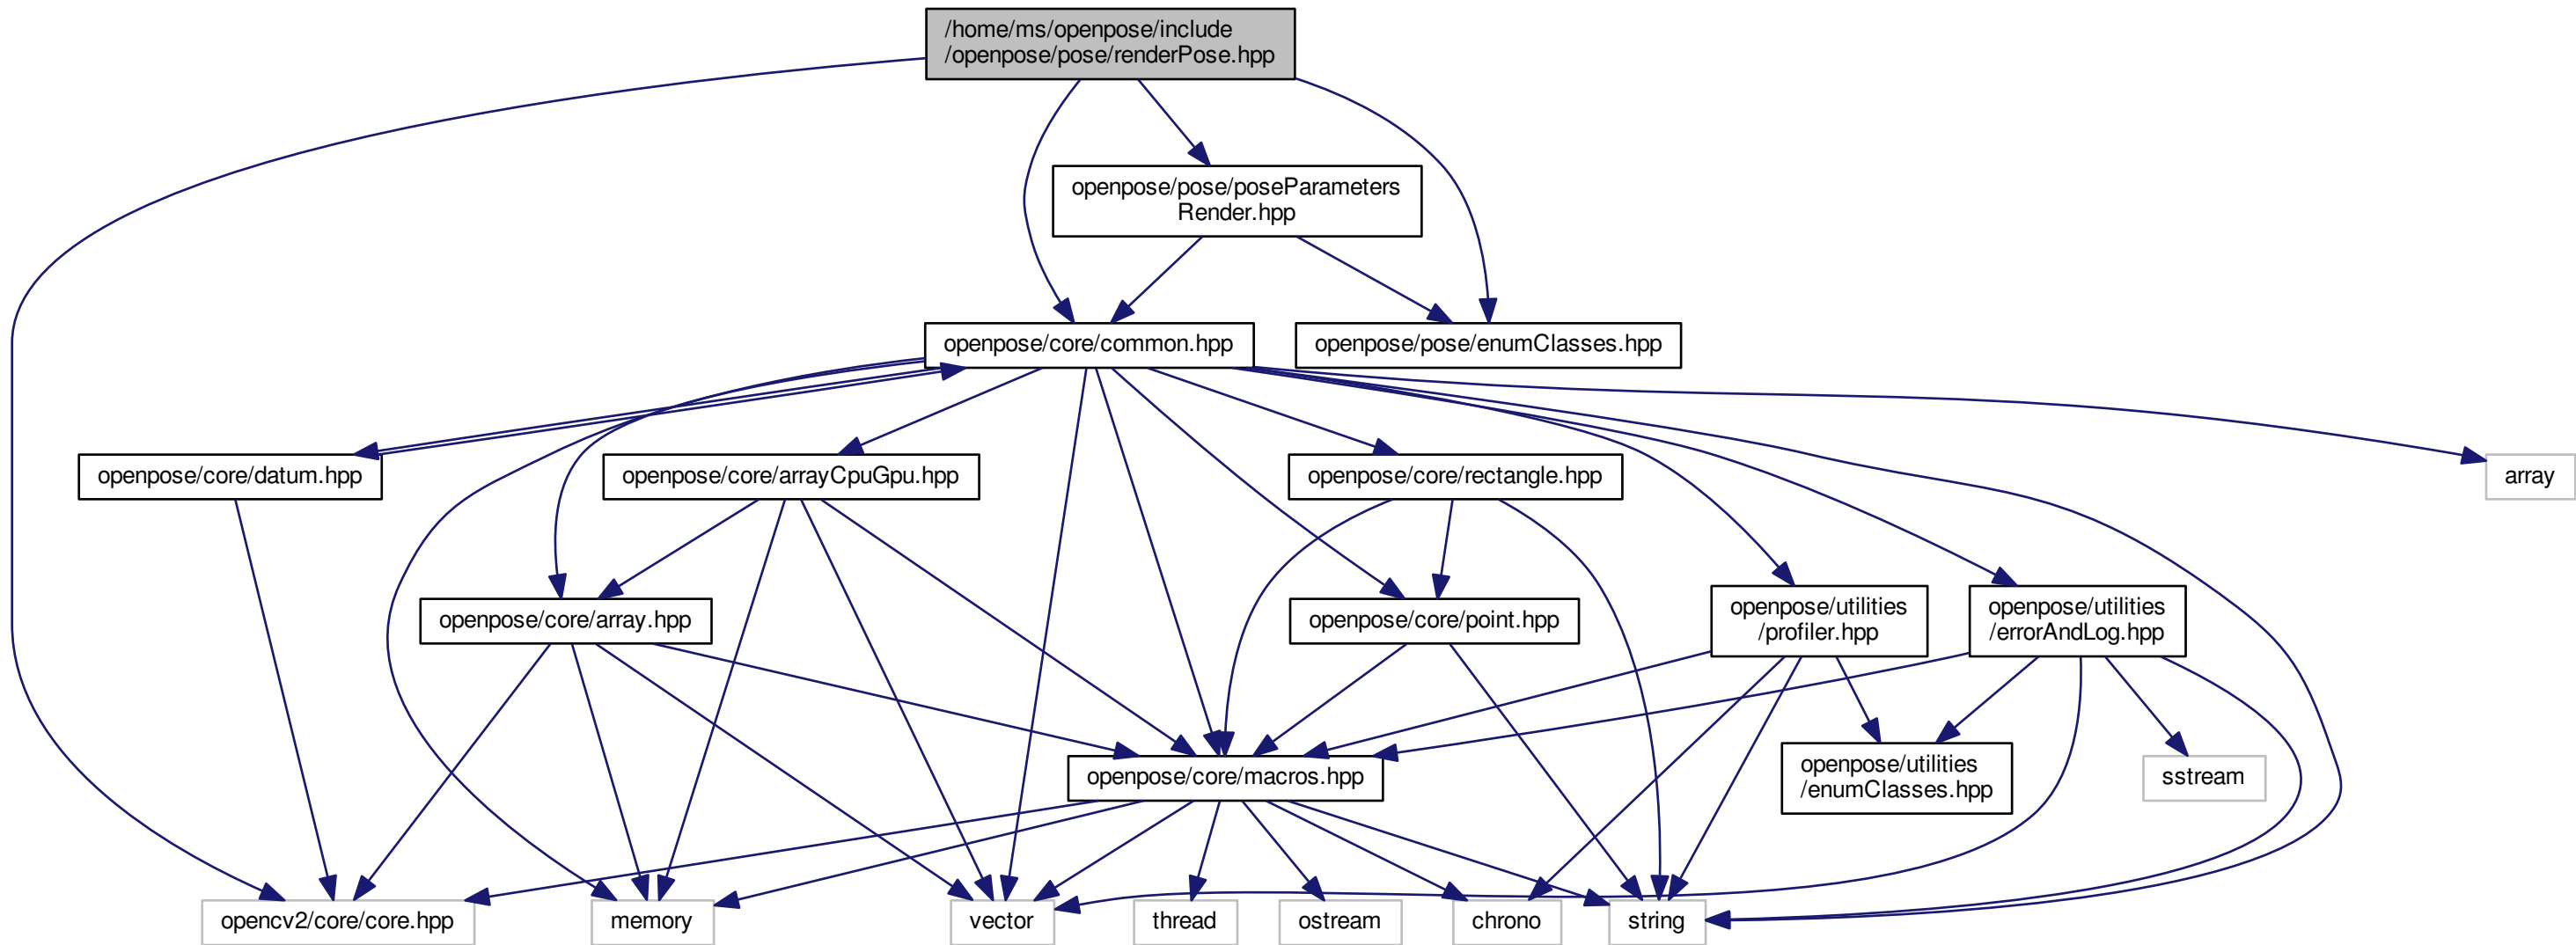 /home/ms/openpose/include
/openpose/pose/renderPose.hpp
openpose/pose/poseParameters
Render.hpp
openpose/core/common.hpp
openpose/pose/enumClasses.hpp
openpose/core/datum.hpp
openpose/core/arrayCpuGpu.hpp
openpose/core/rectangle.hpp
array
openpose/core/array.hpp
openpose/core/point.hpp
openpose/utilities
/profiler.hpp
openpose/utilities
/errorAndLog.hpp
openpose/core/macros.hpp
openpose/utilities
/enumClasses.hpp
sstream
opencv2/core/core.hpp
memory
vector
thread
ostream
chrono
string